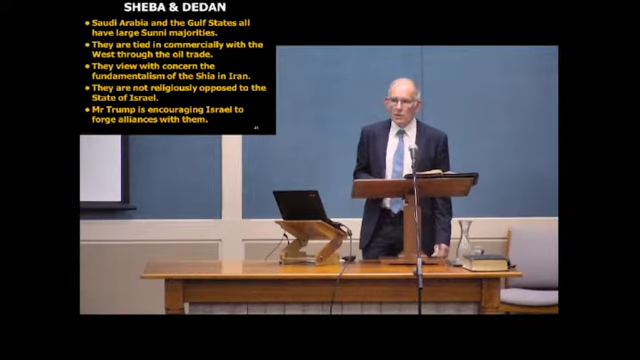 SHEBA & DEDAN
• Saudi Arabia and the Gulf States all
have large Sunni majorities.
• They are tied in commercially with the
West through the oil trade.
• They view with concern the
fundamentalism of the Shia in Iran.
• They are not religiously opposed to the
State of Israel.
• Mr Trump is encouraging Israel to
forge alliances with them.